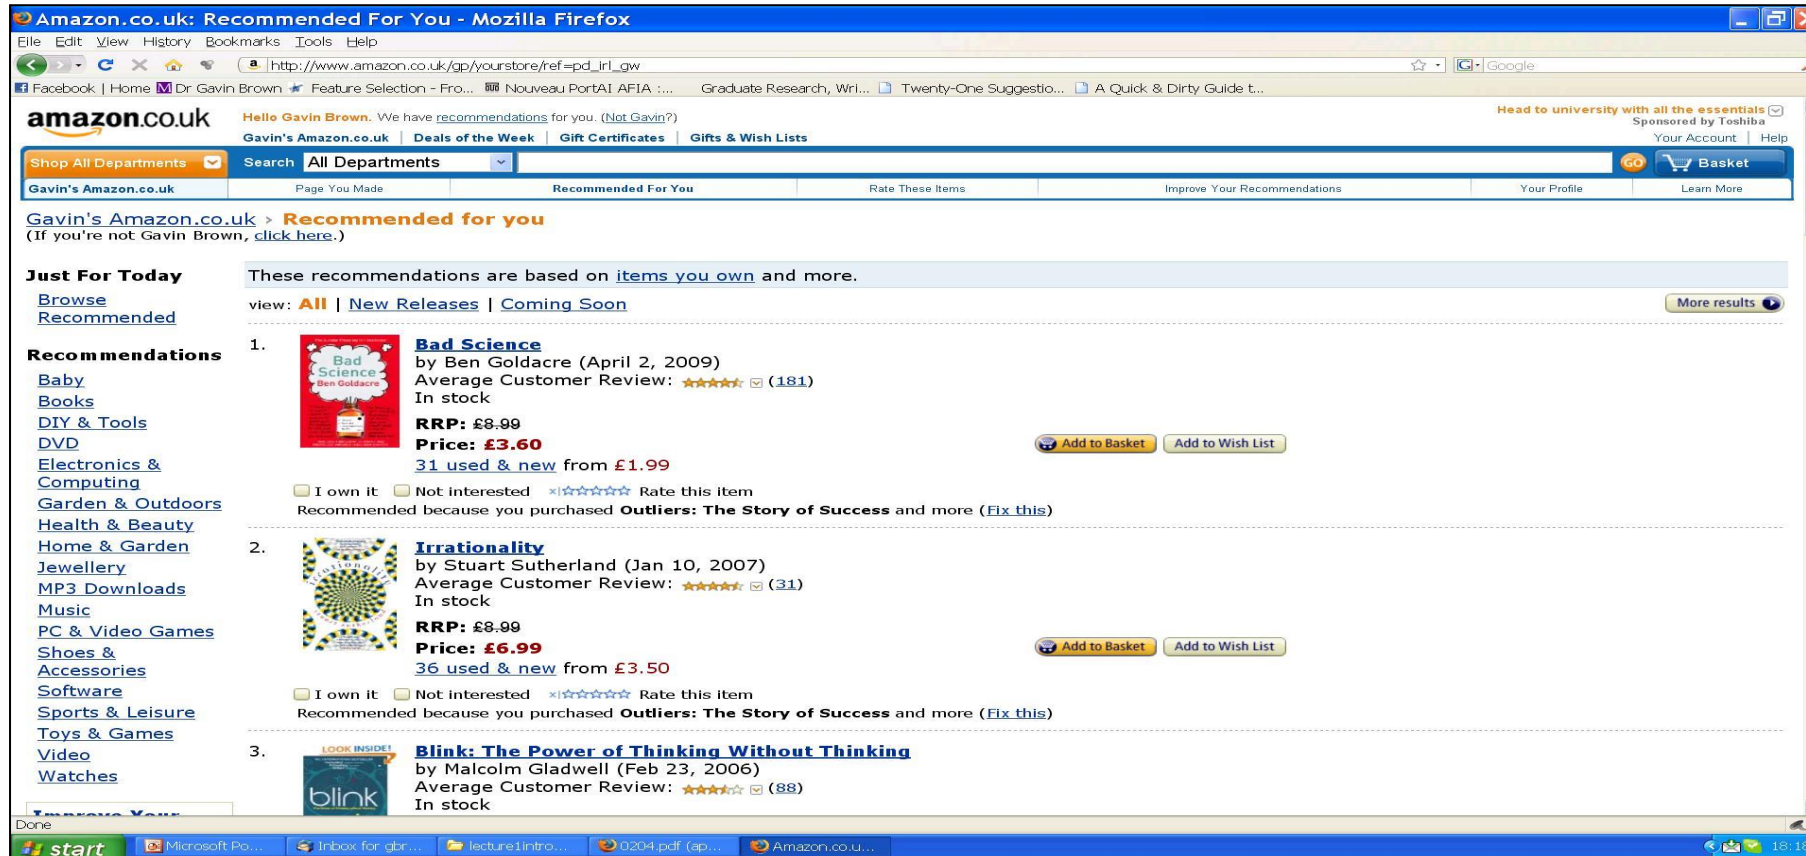 Amazon.co.uk: Recommended For You - Mozilla Firefox
File Edit View History Bookmarks Tools Help
http://www.amazon.co.uk/gp/yourstore/ref=pd_irl_gw
Google
Facebook | Home Dr Gavin Brown Feature Selection - Fro... Nouveau PortAI AFIA :... Graduate Research, Wri... Twenty-One Suggestio... A Quick & Dirty Guide t...
amazon.co.uk
Hello Gavin Brown. We have recommendations for you. (Not Gavin?)
Head to university with all the essentials
Sponsored by Toshiba
Gavin's Amazon.co.uk | Deals of the Week | Gift Certificates | Gifts & Wish Lists
Your Account | Help
Shop All Departments Search All Departments GO Basket
Gavin's Amazon.co.uk Page You Made Recommended For You Rate These Items Improve Your Recommendations Your Profile Learn More
Gavin's Amazon.co.uk > Recommended for you
(If you're not Gavin Brown, click here.)
Just For Today
Browse
Recommended
Recommendations
Baby
Books
DIY & Tools
DVD
Electronics &
Computing
Garden & Outdoors
Health & Beauty
Home & Garden
Jewellery
MP3 Downloads
Music
PC & Video Games
Shoes &
Accessories
Software
Sports & Leisure
Toys & Games
Video
Watches
Improve Your
These recommendations are based on items you own and more.
view: All | New Releases | Coming Soon
More results
1.
Bad
Science
Ben Goldacre
Bad Science
by Ben Goldacre (April 2, 2009)
Average Customer Review: (181)
In stock
RRP: £8.99
Price: £3.60
31 used & new from £1.99
Add to Basket Add to Wish List
I own it Not interested Rate this item
Recommended because you purchased Outliers: The Story of Success and more (Fix this)
2.
irrationality
Irrationality
by Stuart Sutherland (Jan 10, 2007)
Average Customer Review: (31)
In stock
RRP: £8.99
Price: £6.99
36 used & new from £3.50
Add to Basket Add to Wish List
I own it Not interested Rate this item
Recommended because you purchased Outliers: The Story of Success and more (Fix this)
3.
LOOK INSIDE!
blink
Blink: The Power of Thinking Without Thinking
by Malcolm Gladwell (Feb 23, 2006)
Average Customer Review: (88)
In stock
Done
start Microsoft Po... Inbox for gbr... lecture1intro... 0204.pdf (ap... Amazon.co.u... 18:18